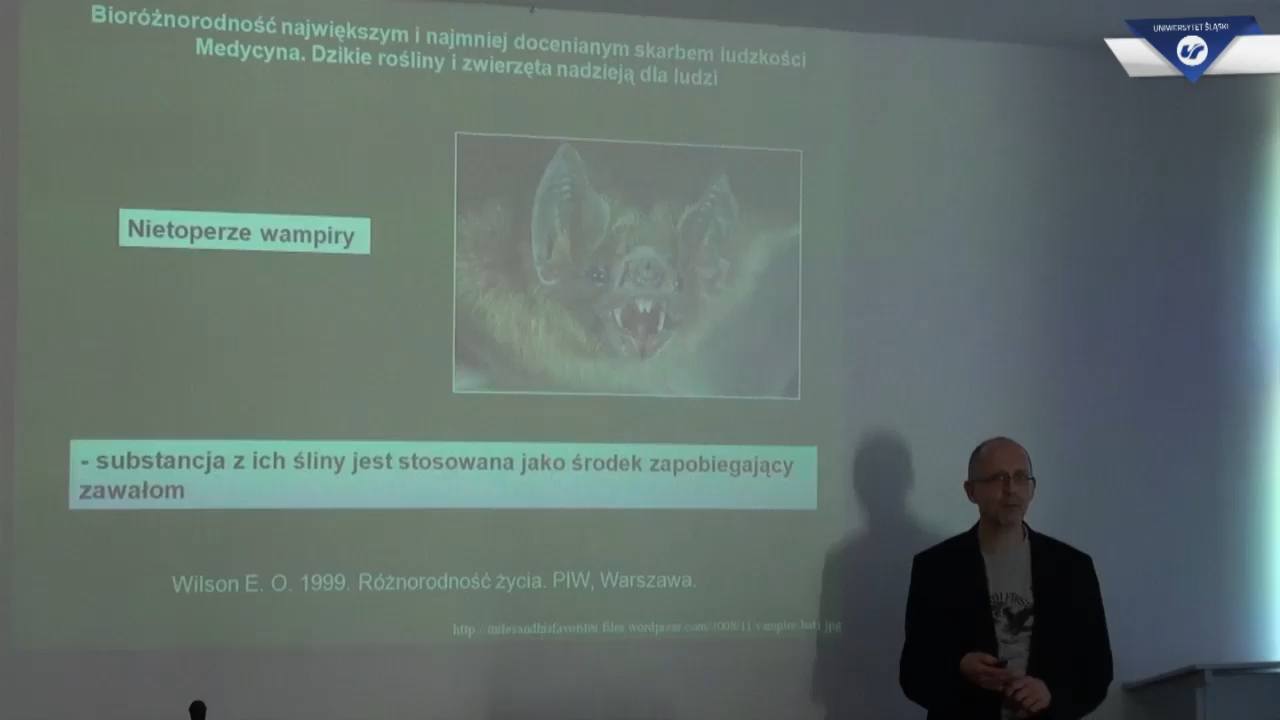 Bioróżnorodność największym i najmniej docenianym skarbem ludzkości
Medycyna. Dzikie rośliny i zwierzęta nadzieją dla ludzi
UNIWERSYTET ŚLĄSKI
Nietoperze wampiry
- substancja z ich śliny jest stosowana jako środek zapobiegający
zawałom
Wilson E. O. 1999. Różnorodność życia. PIW, Warszawa.